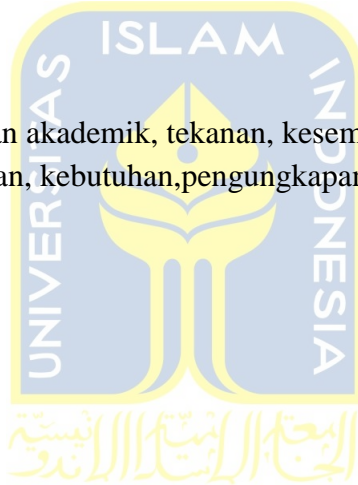 ISLAM
UNIVERSITAS
INDONESIA
an akademik, tekanan, kesem
an, kebutuhan,pengungkapan